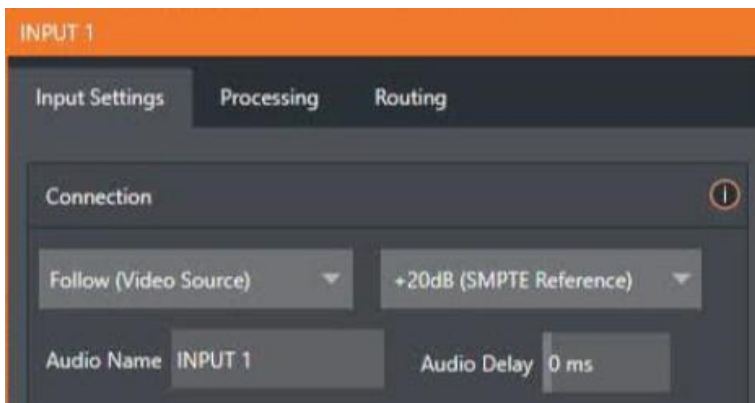 INPUT 1
Input Settings Processing Routing
Connection
Follow (Video Source) +20dB (SMPTE Reference)
Audio Name INPUT 1 Audio Delay 0 ms